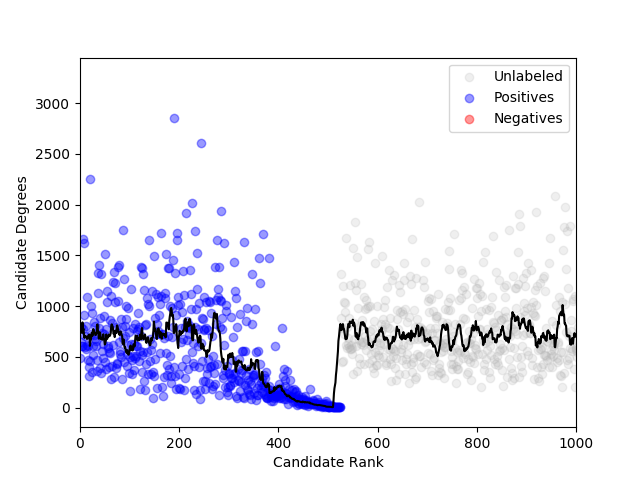 Unlabeled
Positives
Negatives
3000
2500
2000
1500
1000
500
0
Candidate Degrees
0 200 400 600 800 1000
Candidate Rank